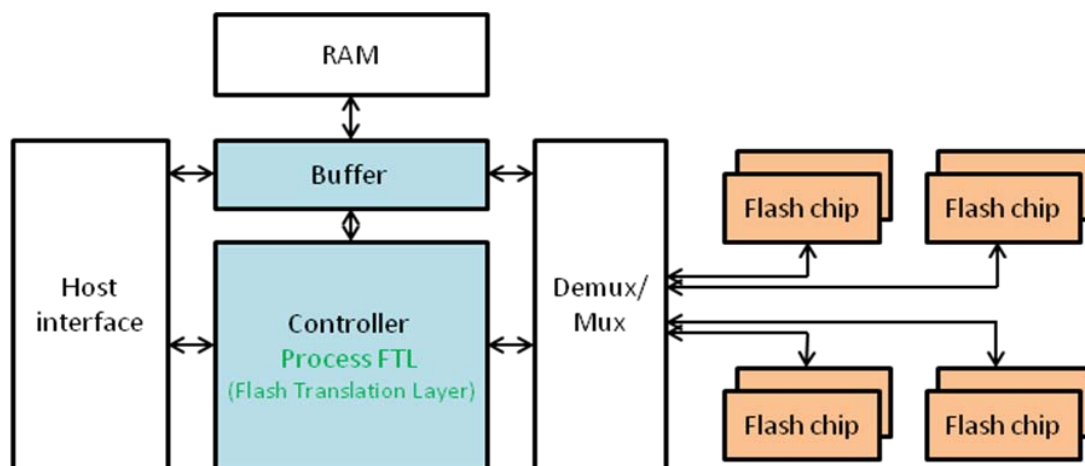 RAM
Buffer
Host
interface
Controller
Process FTL
(Flash Translation Layer)
Demux/
Mux
Flash chip
Flash chip
Flash chip
Flash chip